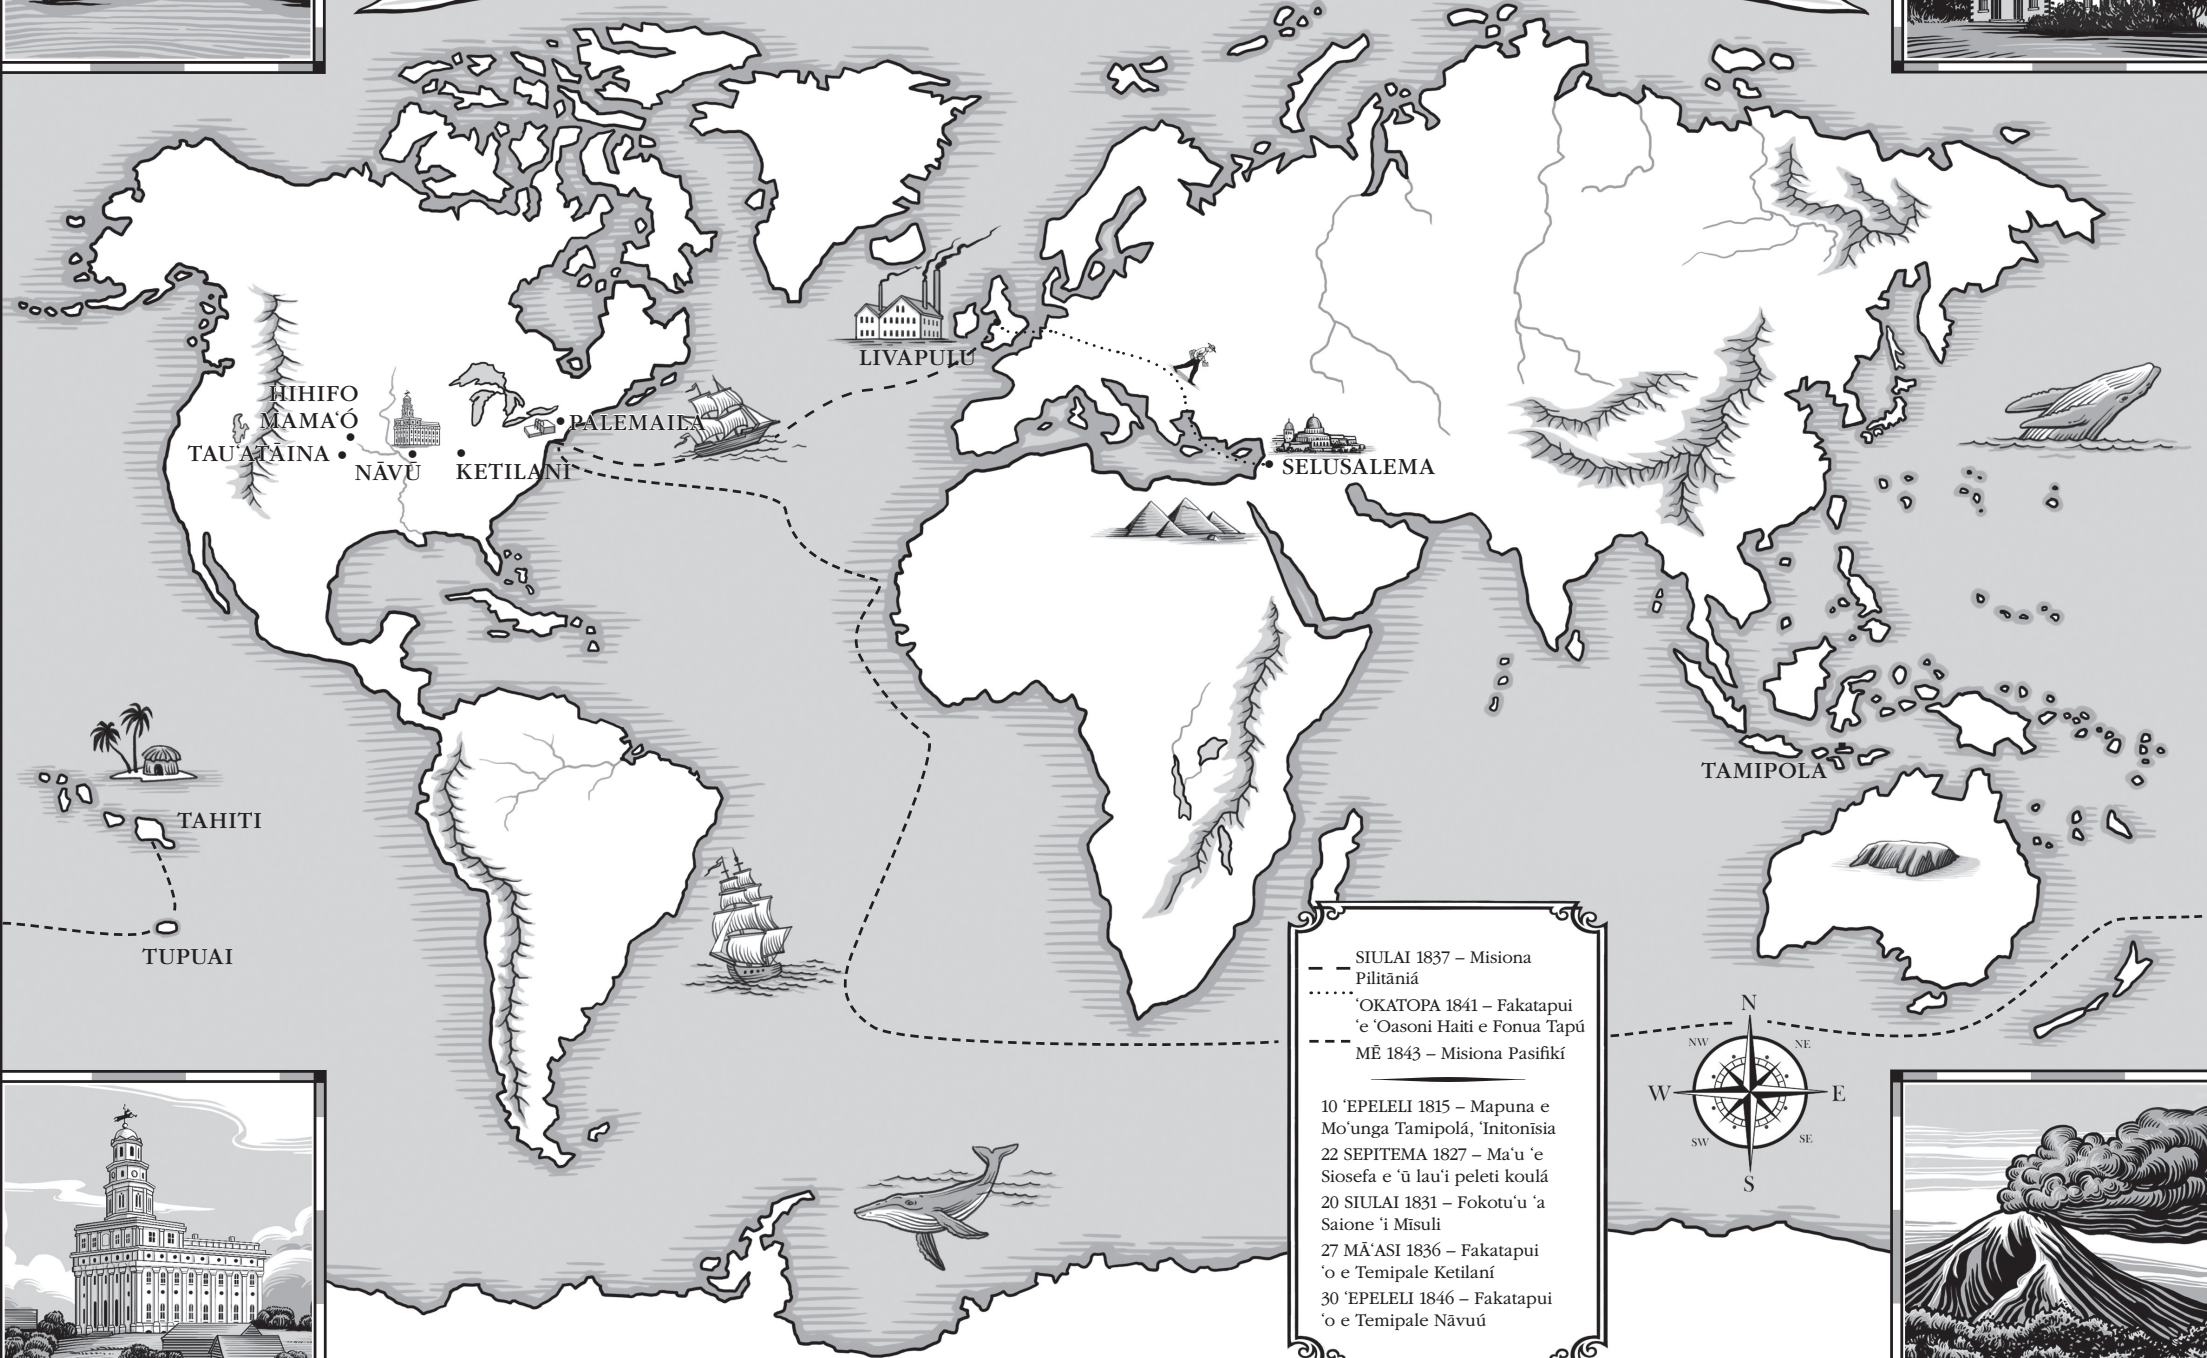 LIVAPULU
HIHIFO
MAMAʻÓ
PALEMAILA
TAUʻATĀINA
NĀVŪ
KETILANÍ
SELUSALEMA
TAMIPOLA
TAHITI
TUPUAI
SIULAI 1837 – Misiona
Pilitāniá
ʻOKATOPA 1841 – Fakatapui
ʻe ʻOasoni Haiti e Fonua Tapú
MĒ 1843 – Misiona Pasifikí
10 ʻEPELELI 1815 – Mapuna e
Moʻunga Tamipolá, ʻInitonīsia
22 SEPITEMA 1827 – Maʻu ʻe
Siosefa e ʻū lauʻi peleti koulá
20 SIULAI 1831 – Fokotuʻu ʻa
Saione ʻi Mīsuli
27 MĀʻASI 1836 – Fakatapui
ʻo e Temipale Ketilaní
30 ʻEPELELI 1846 – Fakatapui
ʻo e Temipale Nāvuú
N
NW NE
W E
SW SE
S